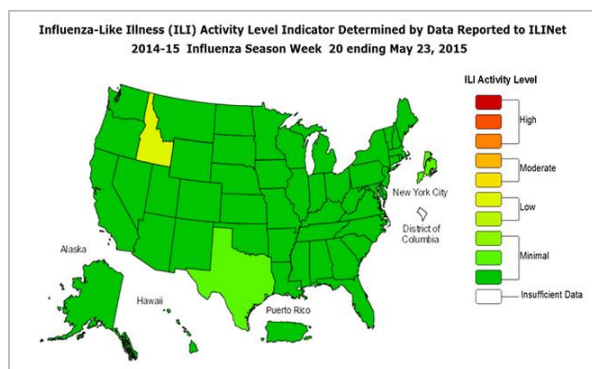 Influenza-Like Illness (ILI) Activity Level Indicator Determined by Data Reported to ILINet
2014-15 Influenza Season Week 20 ending May 23, 2015
ILI Activity Level
High
Moderate
Low
Minimal
Insufficient Data
New York City
District of
Columbia
Alaska
Hawaii
Puerto Rico